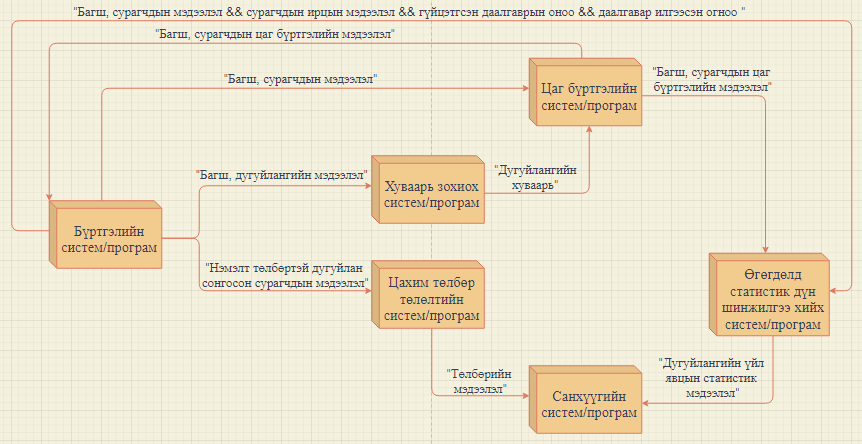 "Багш, сурагчдын мэдээлэл && сурагчдын ирцын мэдээлэл && гүйцэтгсэн даалгаврын оноо && даалгавар илгээсэн огноо "
"Багш, сурагчдын цаг бүртгэлийн мэдээлэл"
"Багш, сурагчдын мэдээлэл"
Цаг бүртгэлийн
систем/програм
"Багш, сурагчдын цаг
бүртгэлийн мэдээлэл"
"Багш, дугуйлангийн мэдээлэл"
Хуваарь зохиох
систем/програм
"Дугуйлангийн
хуваарь"
Бүртгэлийн
систем/програм
"Нэмэлт төлбөртэй дугуйлан
сонгосон сурагчдын мэдээлэл"
Цахим төлбөр
төлөлтийн
систем/програм
Өгөгдөлд
статистик дүн
шинжилгээ хийх
систем/програм
"Төлбөрийн
мэдээлэл"
Санхүүгийн
систем/програм
"Дугуйлангийн үйл
явцын статистик
мэдээлэл"